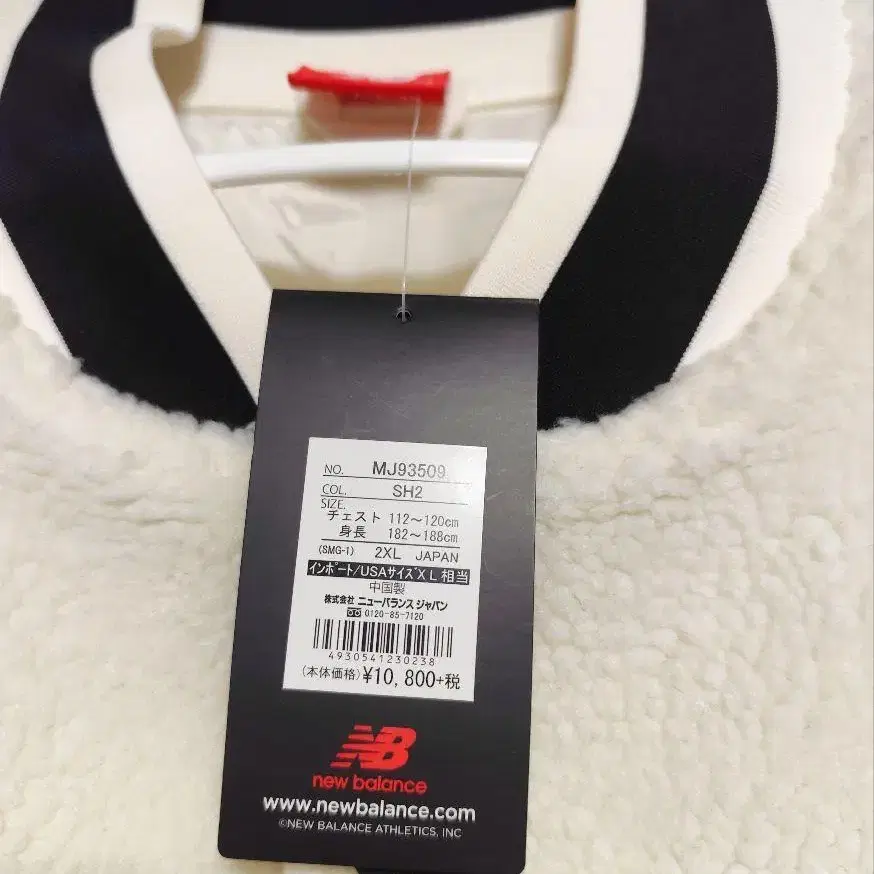 NO. MJ93509
COL. SH2
SIZE.
チェスト 112～120cm
身長 182～188cm
(SMG-1) 2XL JAPAN
インポート/USAサイズXL相当
中国製
株式会社 ニューバランス ジャパン
0120-85-7120
4930541230238
(本体価格) ¥10,800+税
NB
new balance
www.newbalance.com
©NEW BALANCE ATHLETICS, INC